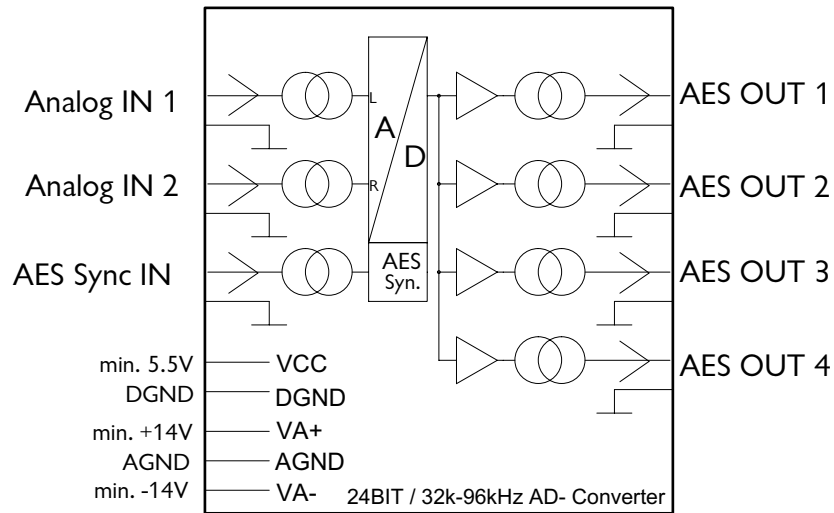 Analog IN 1
L
A
D
AES OUT 1
Analog IN 2
R
AES OUT 2
AES Sync IN
AES
Syn.
AES OUT 3
AES OUT 4
min. 5.5V VCC
DGND DGND
min. +14V VA+
AGND AGND
min. -14V VA-
24BIT / 32k-96kHz AD- Converter